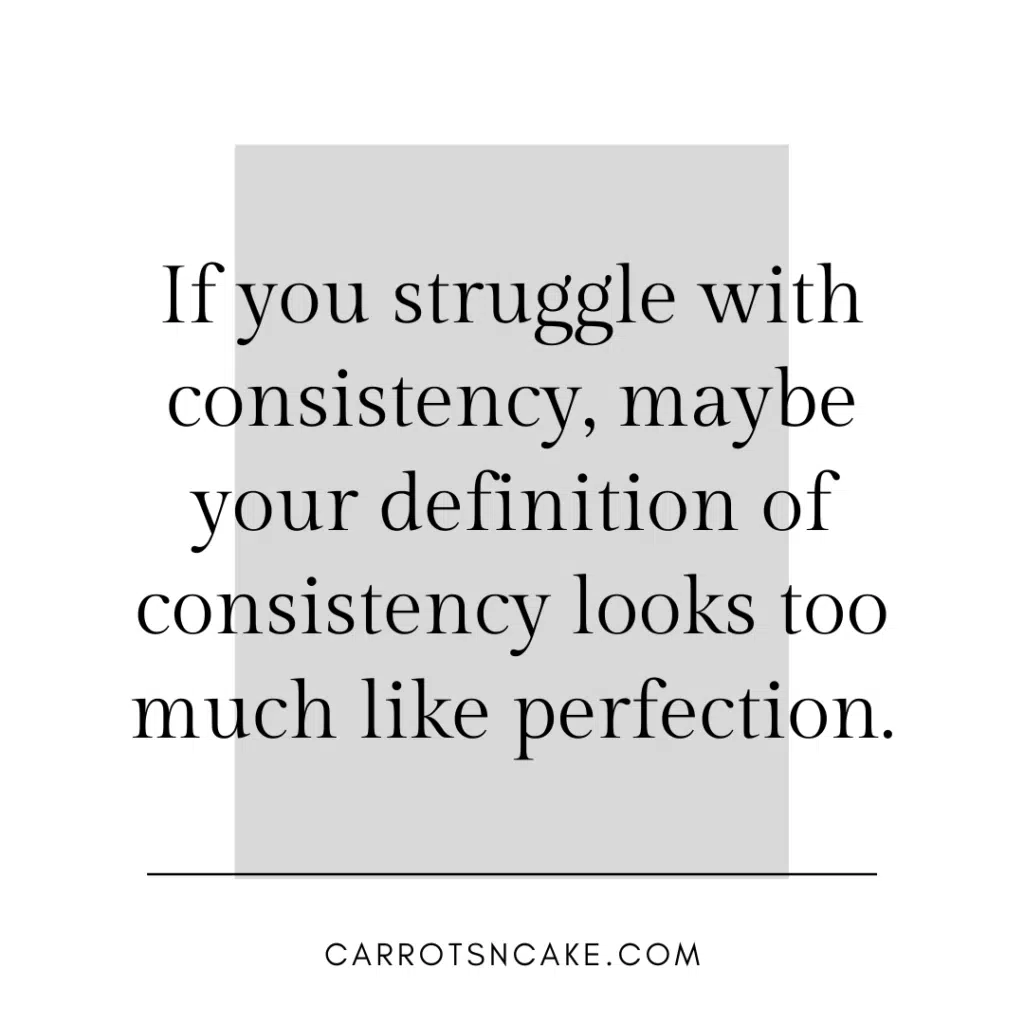 If you struggle with
consistency, maybe
your definition of
consistency looks too
much like perfection.
CARROTSNCAKE.COM